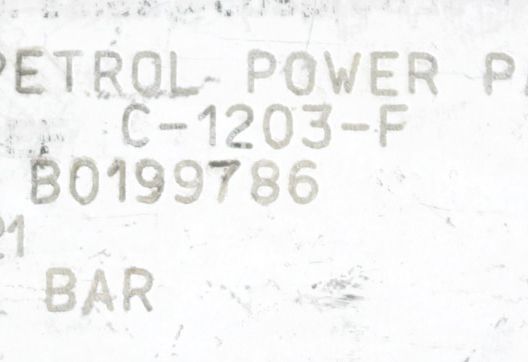 PETROL POWER P
C-1203-F
B0199786
21
BAR